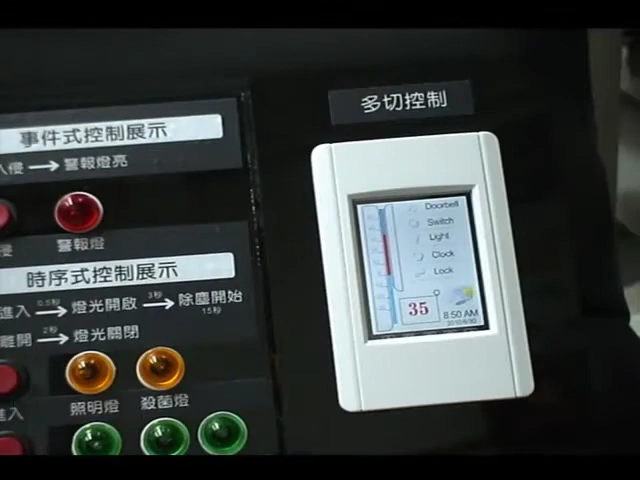 多切控制
事件式控制展示
入侵 警報燈亮
警報燈
時序式控制展示
進入 0.5秒 燈光開啟 3秒 除塵開始
15秒
離開 2秒 燈光關閉
照明燈 殺菌燈
進入
Doorbell
Switch
Light
Clock
Lock
35
8:50 AM